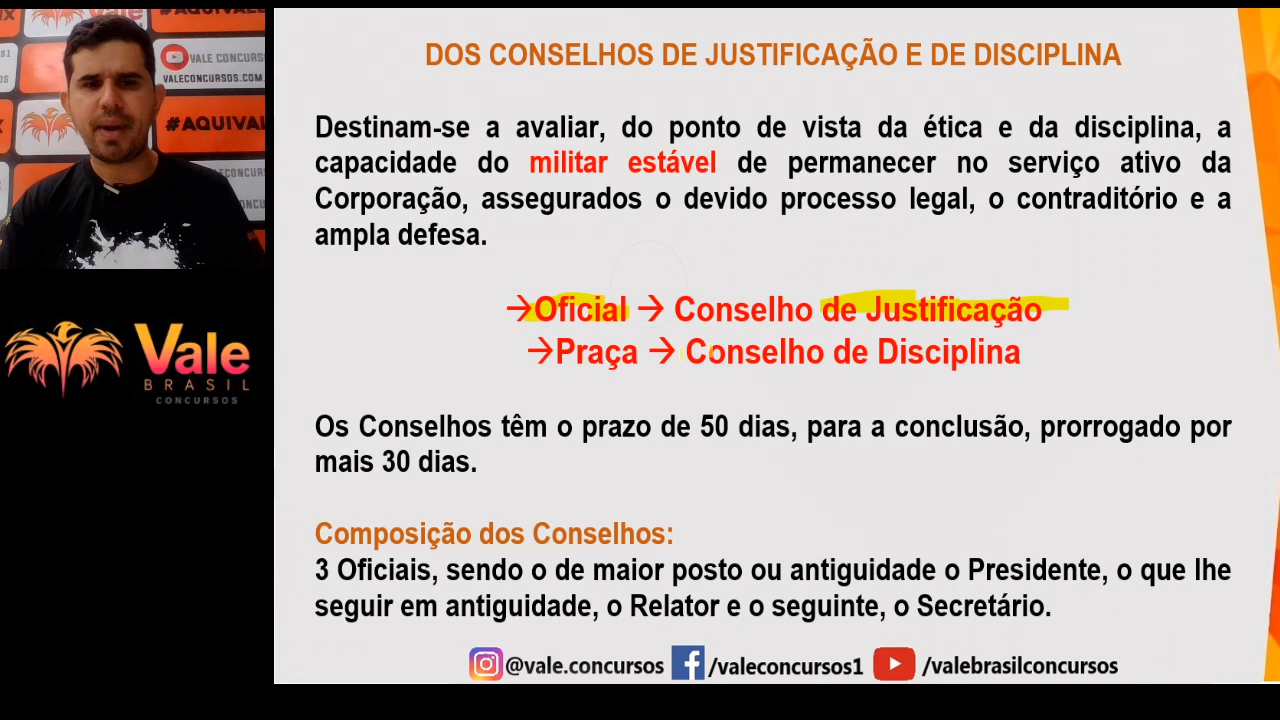 VALE CONCURS
VALECONCURSOS.COM.
#AQUIVAL
Vale
BRASIL
CONCURSOS
DOS CONSELHOS DE JUSTIFICAÇÃO E DE DISCIPLINA
Destinam-se a avaliar, do ponto de vista da ética e da disciplina, a
capacidade do militar estável de permanecer no serviço ativo da
Corporação, assegurados o devido processo legal, o contraditório e a
ampla defesa.
→Oficial → Conselho de Justificação
→Praça → Conselho de Disciplina
Os Conselhos têm o prazo de 50 dias, para a conclusão, prorrogado por
mais 30 dias.
Composição dos Conselhos:
3 Oficiais, sendo o de maior posto ou antiguidade o Presidente, o que lhe
seguir em antiguidade, o Relator e o seguinte, o Secretário.
@vale.concursos /valeconcursos1 /valebrasilconcursos